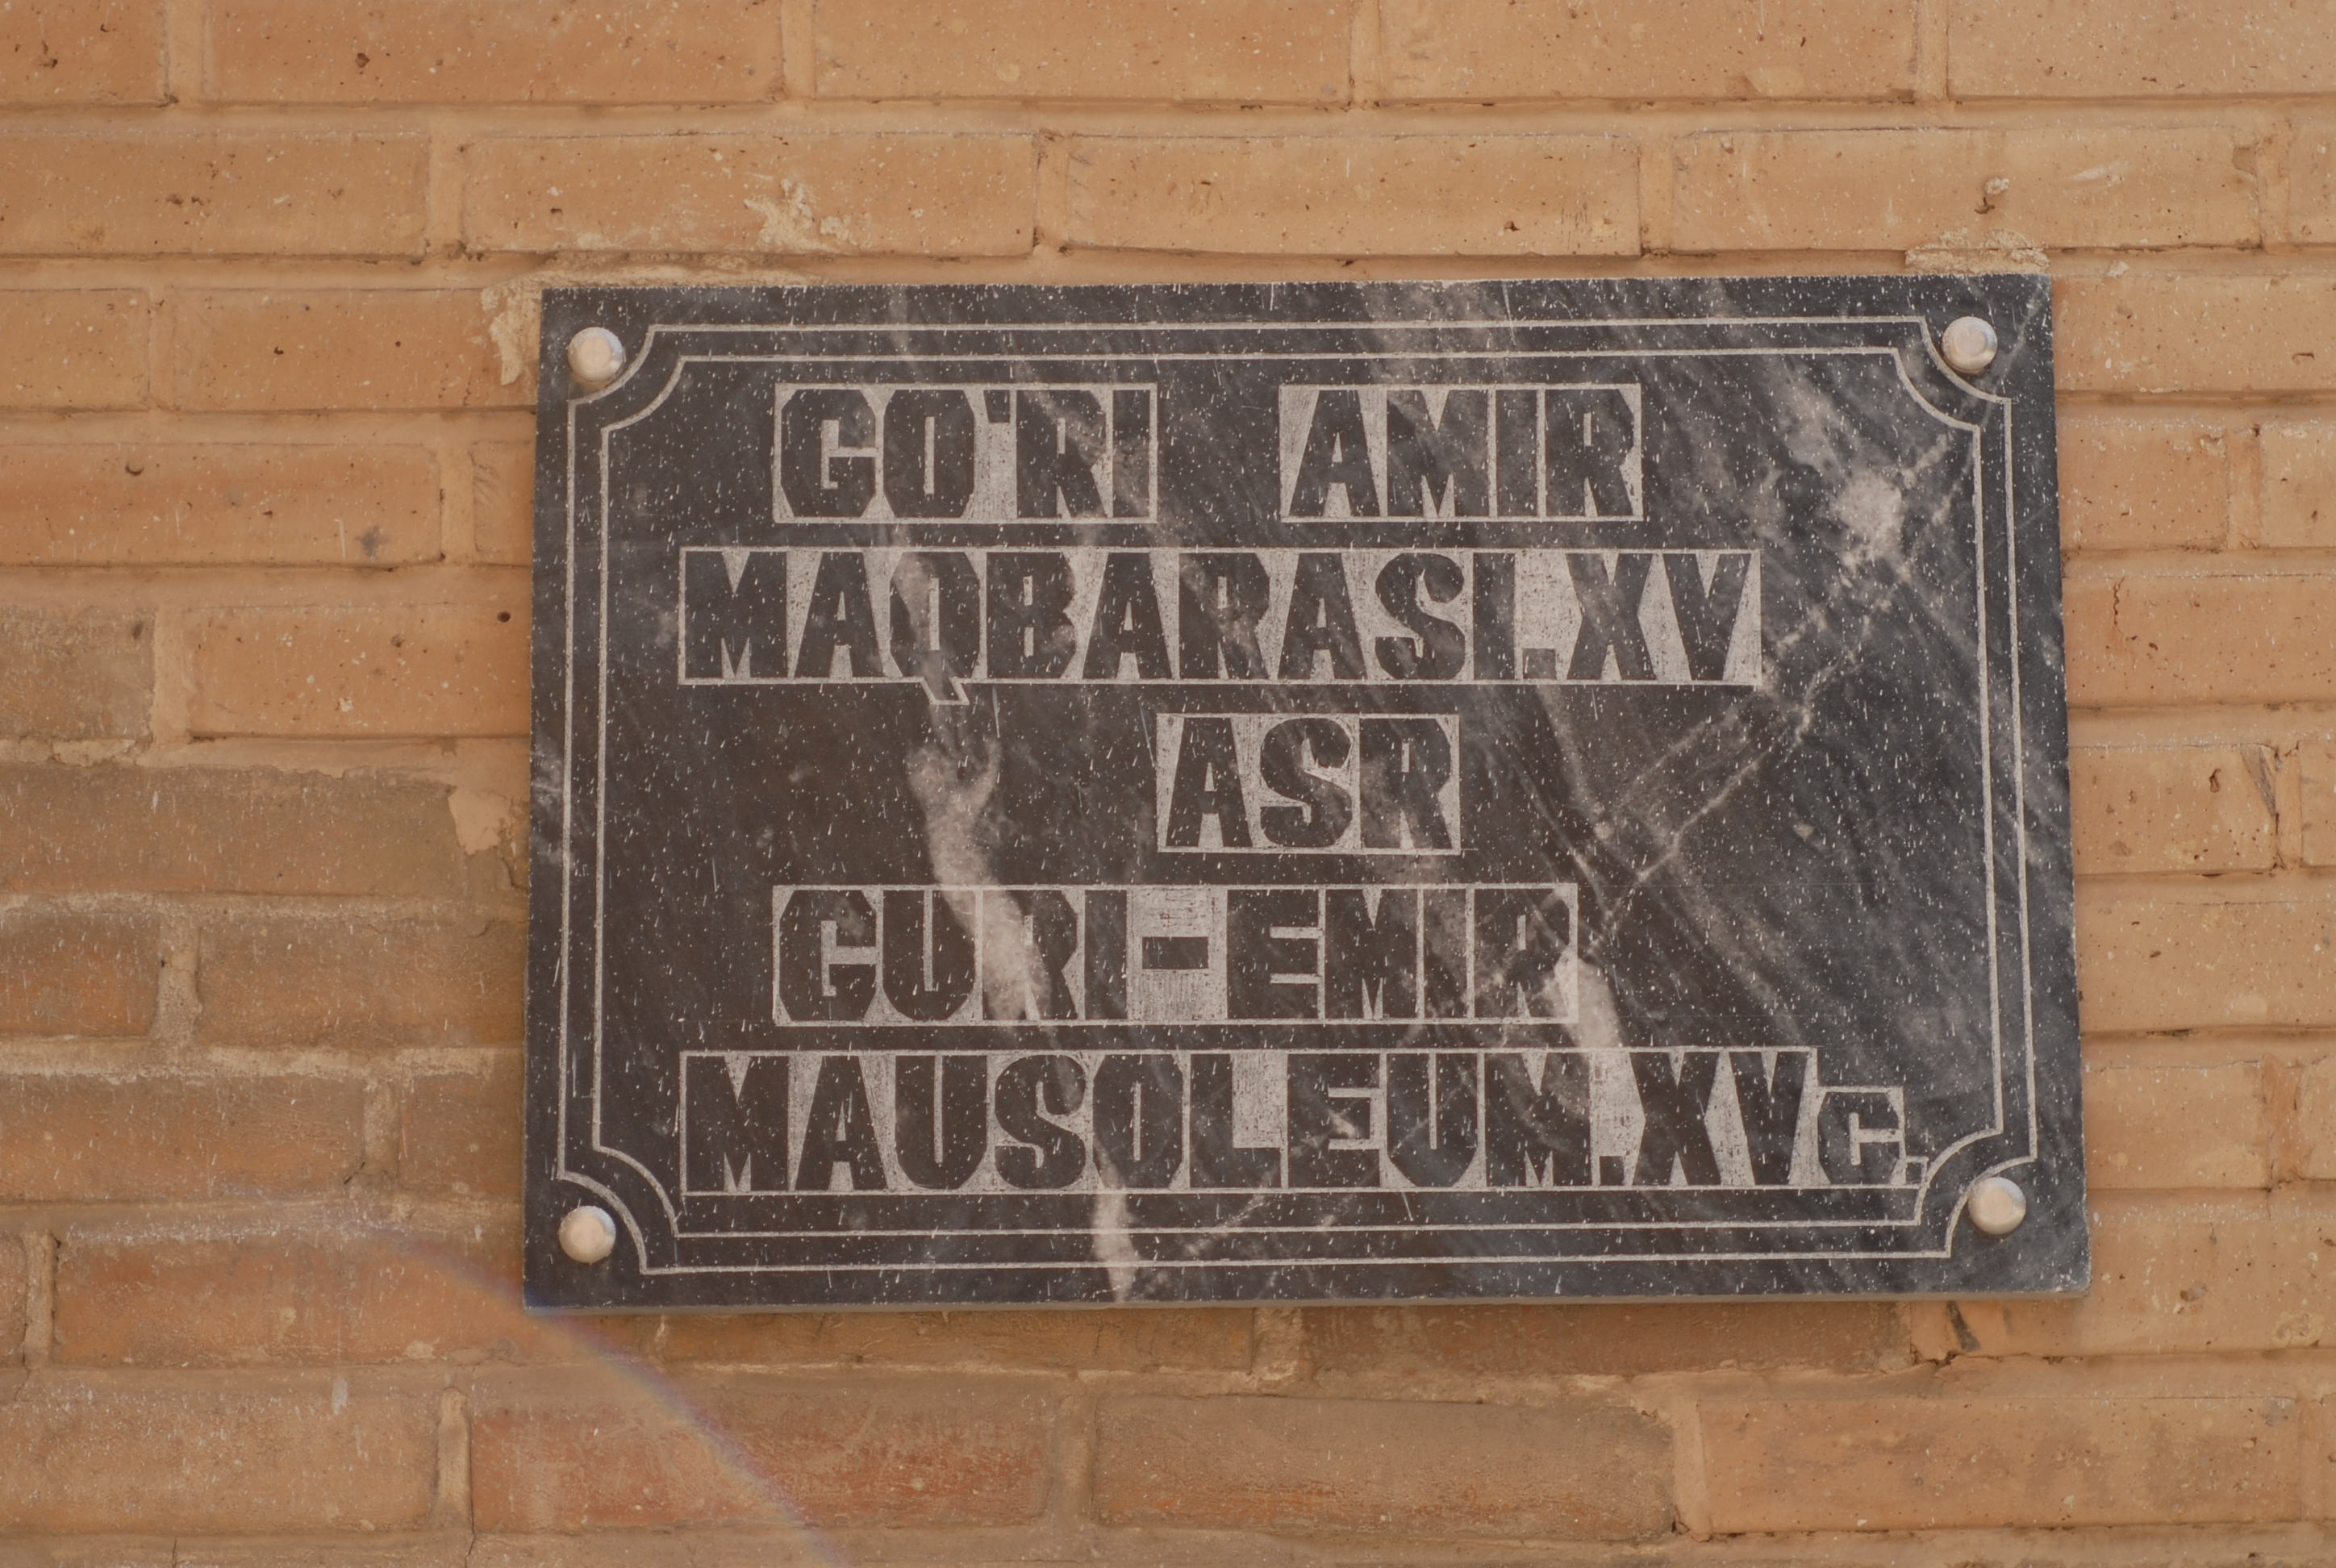 GO'RI AMIR
MAQBARASI.XV
ASR
GURI-EMIR
MAUSOLEUM.XVc.